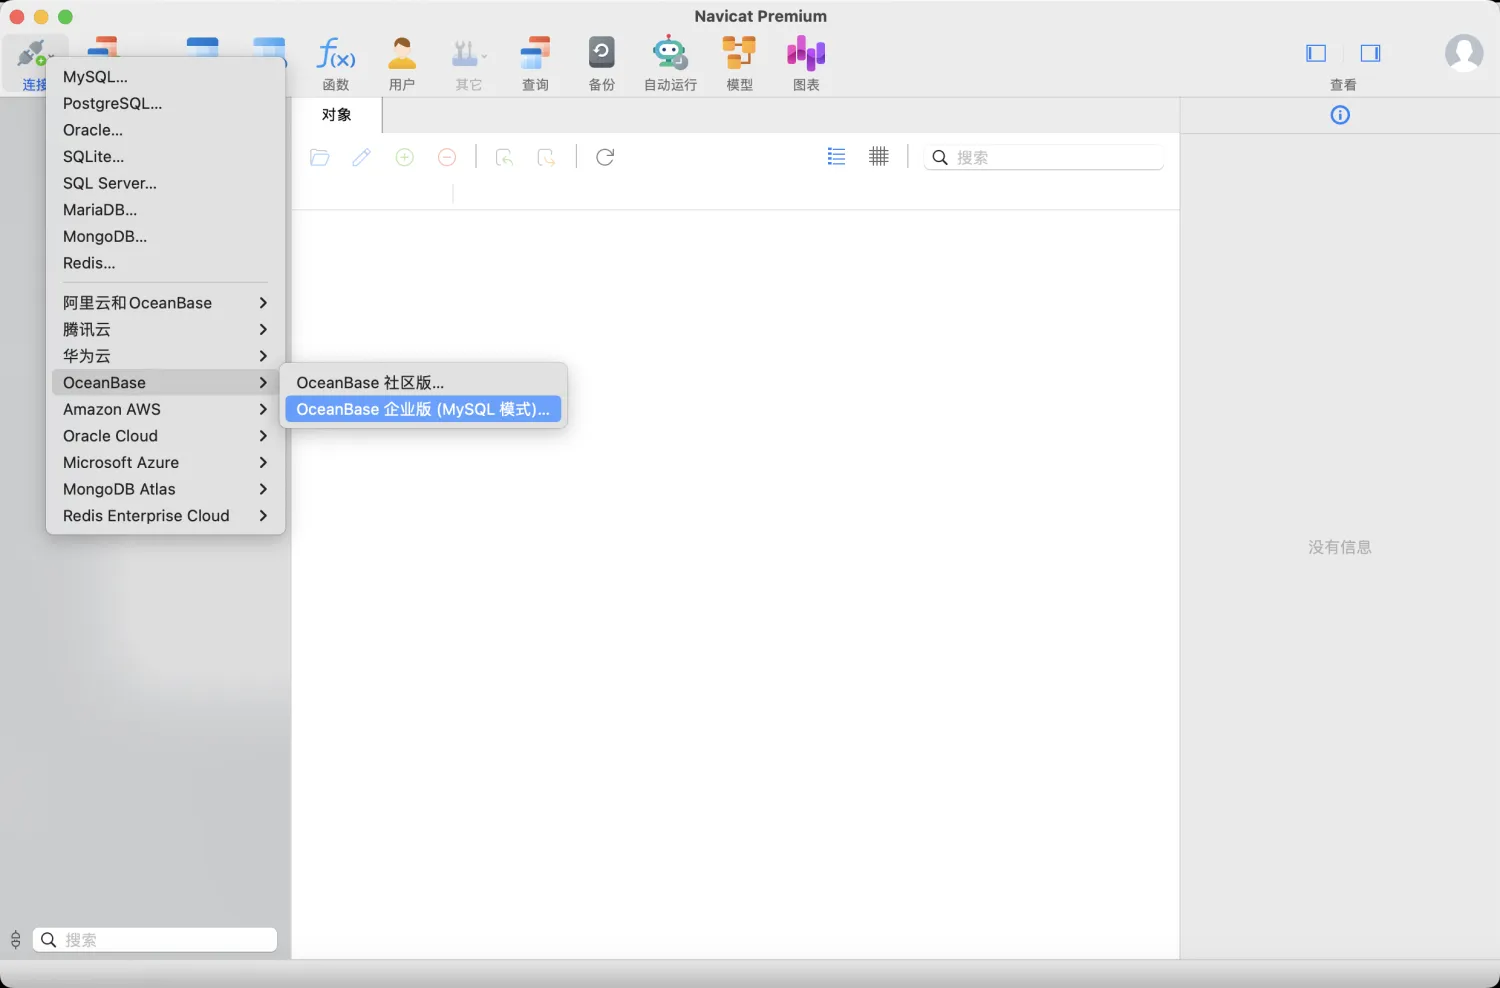 Navicat Premium
连接
函数
用户
其它
查询
备份
自动运行
模型
图表
查看
MySQL...
PostgreSQL...
Oracle...
SQLite...
SQL Server...
MariaDB...
MongoDB...
Redis...
阿里云和OceanBase
腾讯云
华为云
OceanBase
Amazon AWS
Oracle Cloud
Microsoft Azure
MongoDB Atlas
Redis Enterprise Cloud
OceanBase 社区版...
OceanBase 企业版 (MySQL 模式)...
对象
搜索
没有信息
搜索